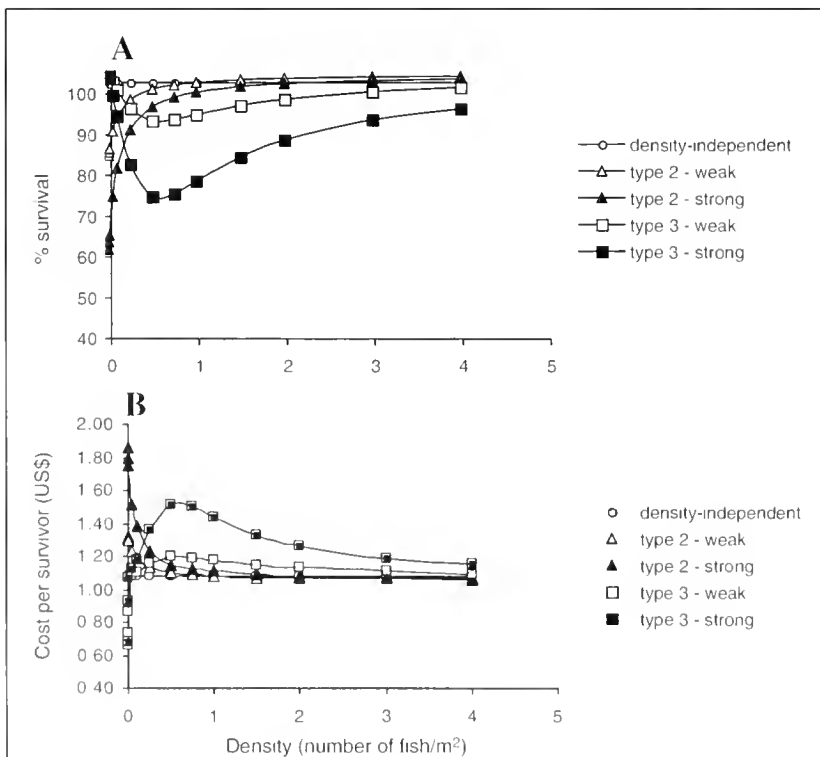 A
100
90
80
70
60
50
40
% survival
0 1 2 3 4 5
density-independent
type 2 - weak
type 2 - strong
type 3 - weak
type 3 - strong
B
2.00
1.80
1.60
1.40
1.20
1.00
0 80
0 60
0 40
Cost per survivor (US$)
0 1 2 3 4 5
Density (number of fish/m²)
density-independent
type 2 - weak
type 2 - strong
type 3 - weak
type 3 - strong